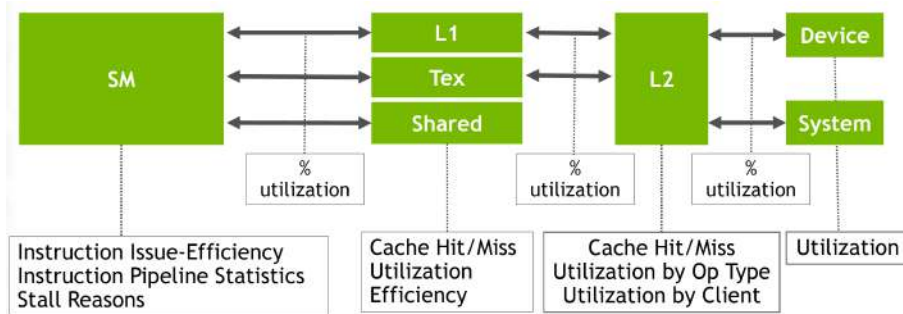 SM
L1
Tex
Shared
L2
Device
System
%
utilization
%
utilization
%
utilization
Instruction Issue-Efficiency
Instruction Pipeline Statistics
Stall Reasons
Cache Hit/Miss
Utilization
Efficiency
Cache Hit/Miss
Utilization by Op Type
Utilization by Client
Utilization